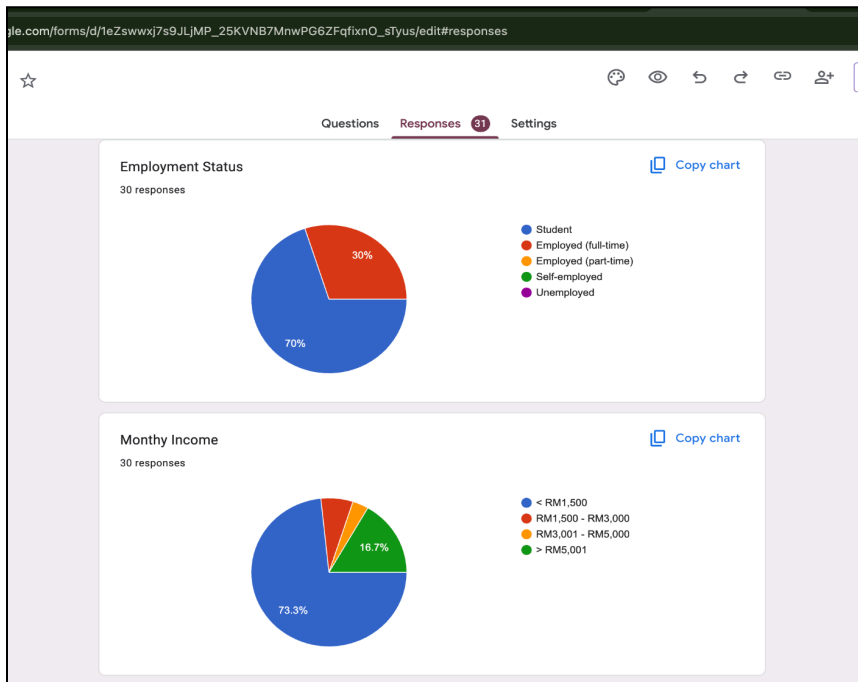 gle.com/forms/d/1eZswwxj7s9JLjMP_25KVNB7MnwPG6ZFqfixnO_sTyus/edit#responses
Questions Responses 31 Settings
Employment Status
Copy chart
30 responses
30%
70%
Student
Employed (full-time)
Employed (part-time)
Self-employed
Unemployed
Monthy Income
Copy chart
30 responses
16.7%
73.3%
< RM1,500
RM1,500 - RM3,000
RM3,001 - RM5,000
> RM5,001